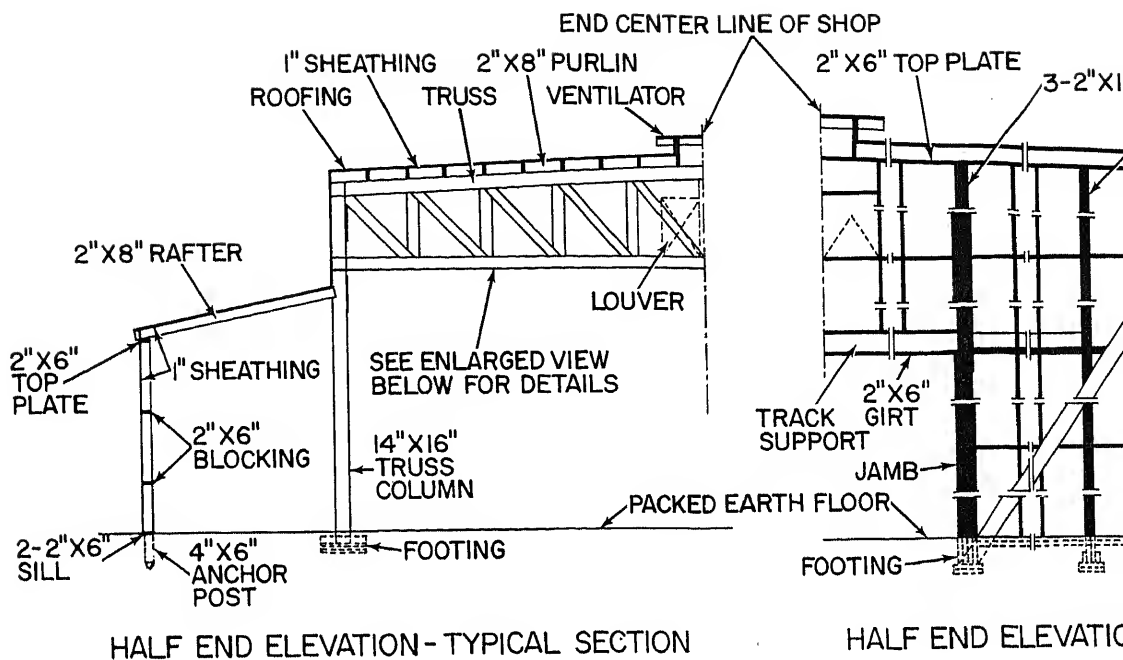 END CENTER LINE OF SHOP
1" SHEATHING
2"X8" PURLIN
2"X6" TOP PLATE
ROOFING
TRUSS
VENTILATOR
3-2"X1
2"X8" RAFTER
LOUVER
2"X6"
TOP
PLATE
1" SHEATHING
SEE ENLARGED VIEW
BELOW FOR DETAILS
2"X6"
GIRT
TRACK
SUPPORT
2"X6"
BLOCKING
14"X16"
TRUSS
COLUMN
JAMB
PACKED EARTH FLOOR
2-2"X6"
SILL
4"X6"
ANCHOR
POST
FOOTING
FOOTING
HALF END ELEVATION-TYPICAL SECTION
HALF END ELEVATIO